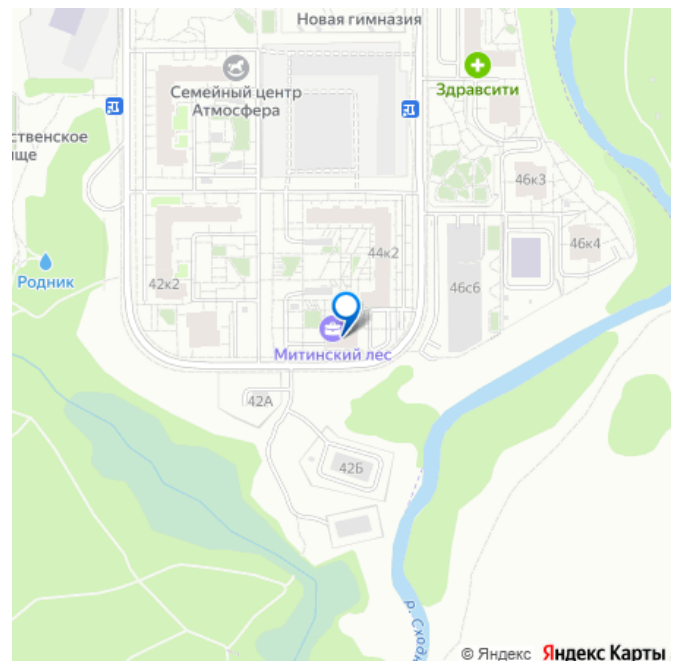 Новая гимназия
Семейный центр
Атмосфера
Здравсити
ственское
ще
46к3
Родник
42к2
44к2
46к4
46с6
Митинский лес
42А
42Б
р. Сходн
© Яндекс Яндекс Карты